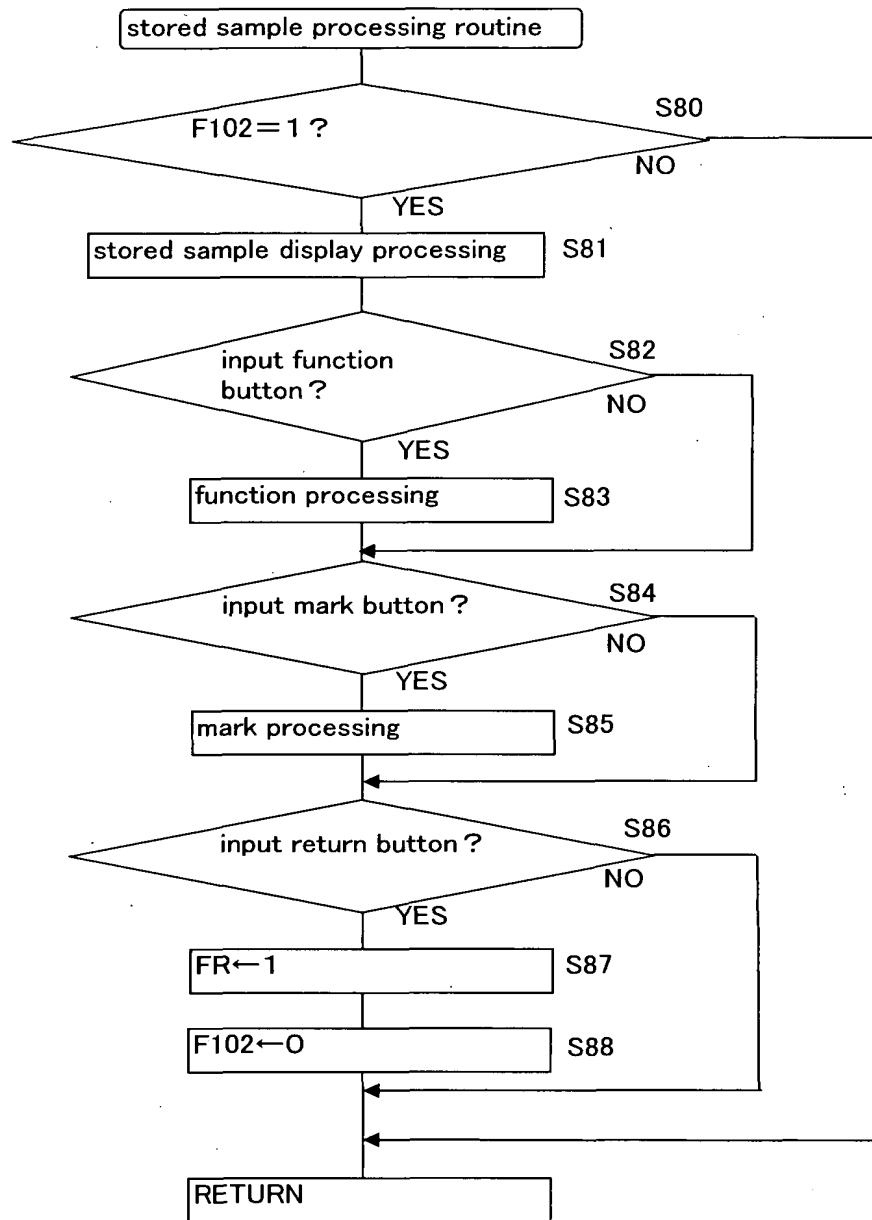 stored sample processing routine
S80
F102＝1？
NO
YES
stored sample display processing
S81
S82
input function
button？
NO
YES
function processing
S83
S84
input mark button？
NO
YES
mark processing
S85
S86
input return button？
NO
YES
FR←1
S87
F102←O
S88
RETURN